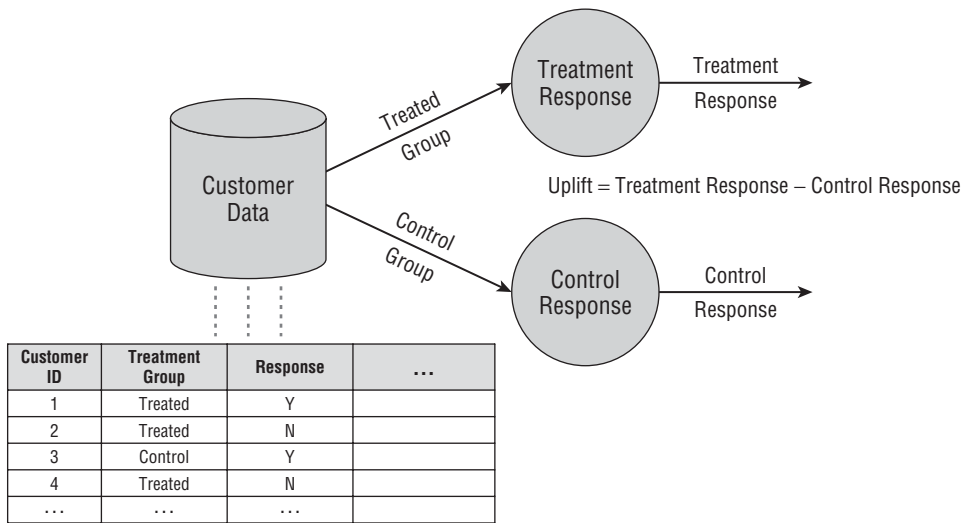 Treatment
Response
Treatment
Response
Treated
Group
Customer
Data
Uplift = Treatment Response – Control Response
Control
Group
Control
Response
Control
Response
Customer ID Treatment Group Response ...
1 Treated Y
2 Treated N
3 Control Y
4 Treated N
... ... ...